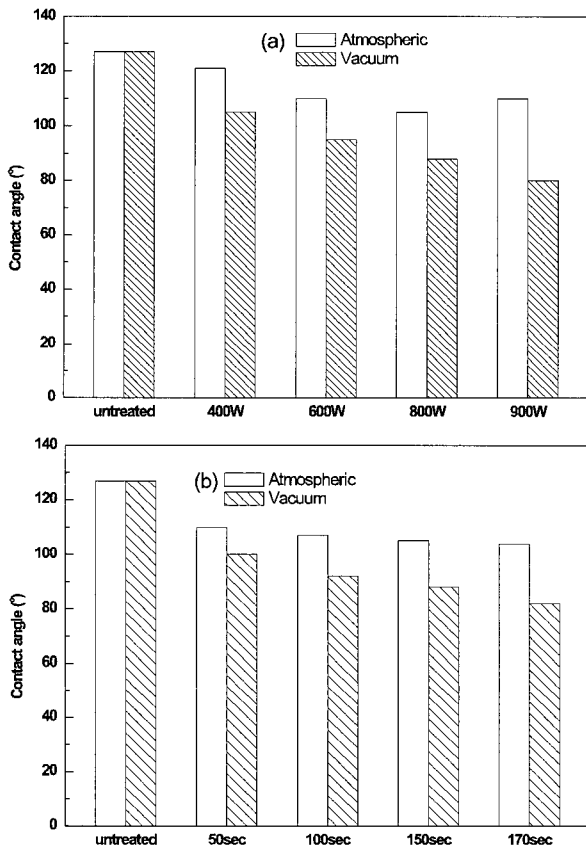 140
120
100
80
60
40
20
0
Contact angle (°)
(a)
Atmospheric
Vacuum
untreated 400W 600W 800W 900W
140
120
100
80
60
40
20
0
Contact angle (°)
(b)
Atmospheric
Vacuum
untreated 50sec 100sec 150sec 170sec